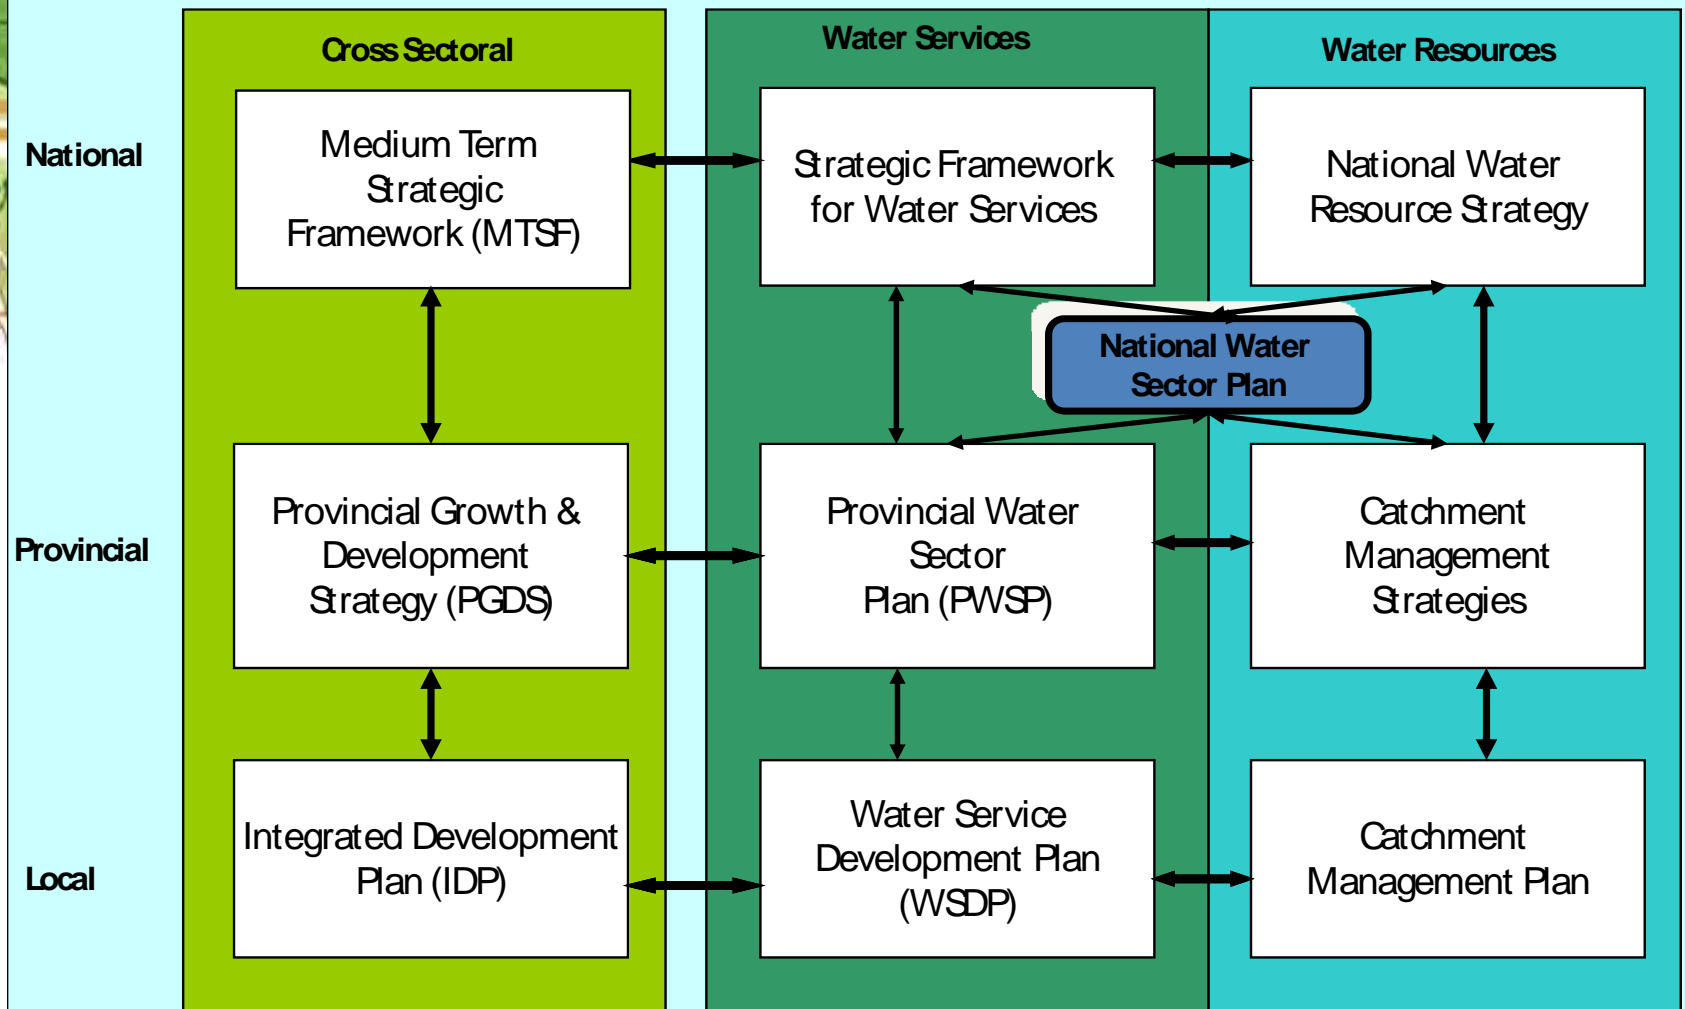 Cross Sectoral
Water Services
Water Resources
National
Medium Term
Strategic
Framework (MTSF)
Strategic Framework
for Water Services
National Water
Resource Strategy
National Water
Sector Plan
Provincial
Provincial Growth &
Development
Strategy (PGDS)
Provincial Water
Sector
Plan (PWSP)
Catchment
Management
Strategies
Local
Integrated Development
Plan (IDP)
Water Service
Development Plan
(WSDP)
Catchment
Management Plan